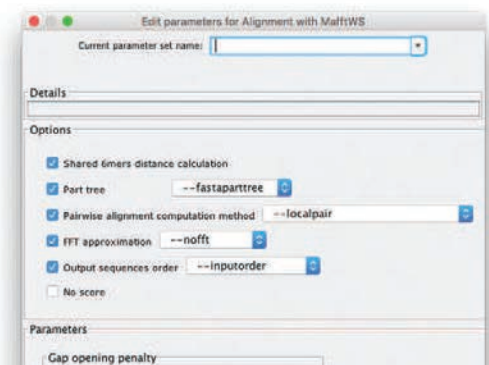 Edit parameters for Alignment with MafftWS
Current parameter set name:
Details
Options
Shared 6mers distance calculation
Part tree --fastaparttree
Pairwise alignment computation method --localpair
FFT approximation --nofft
Output sequences order --inputorder
No score
Parameters
Gap opening penalty